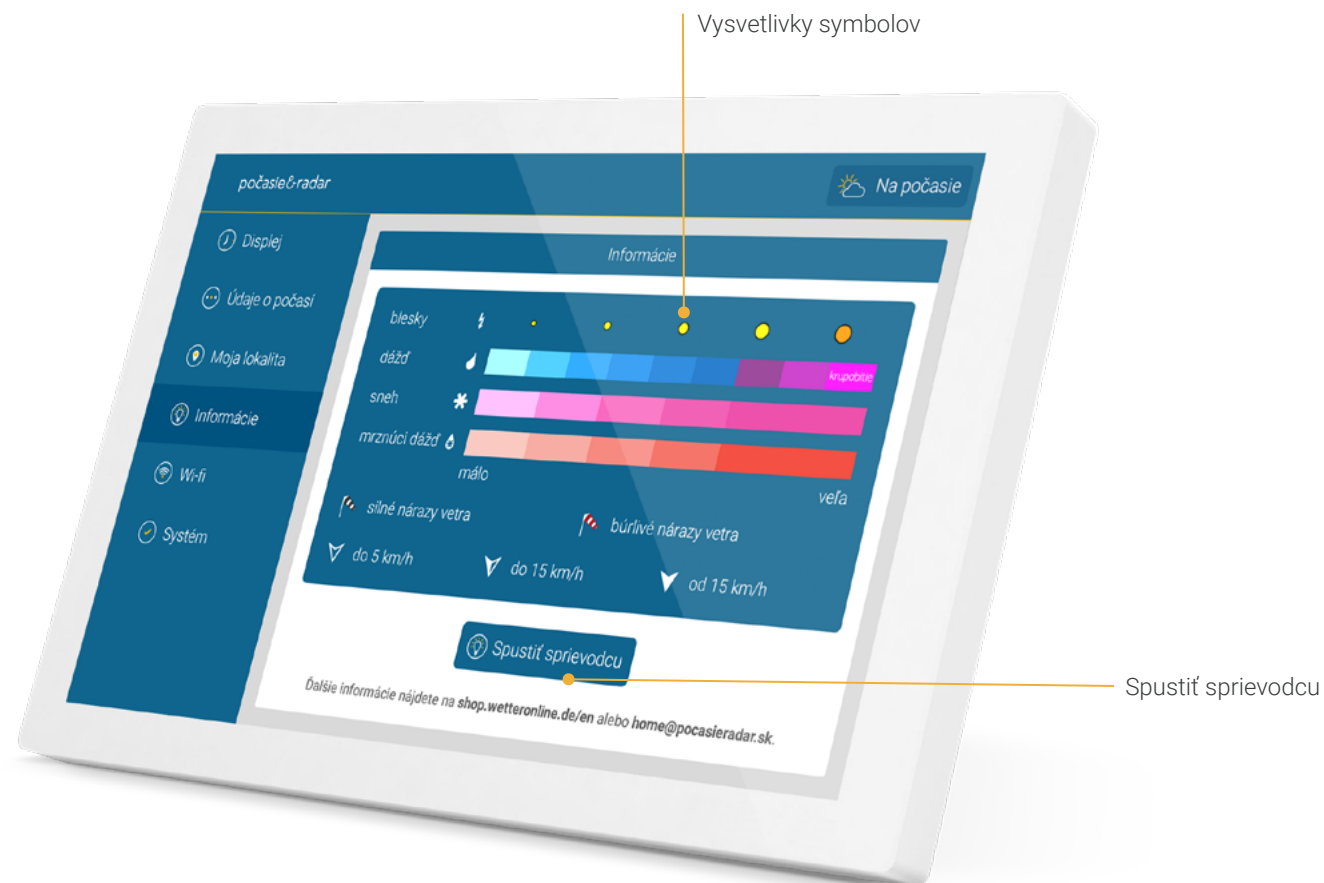 Vysvetlivky symbolov
počasie&radar
Na počasie
Displej
Údaje o počasí
Moja lokalita
Informácie
Wi-fi
Systém
Informácie
blesky
dážď
krupobitie
sneh
mrznúci dážď
málo
veľa
silné nárazy vetra
búrlivé nárazy vetra
do 5 km/h
do 15 km/h
od 15 km/h
Spustiť sprievodcu
Ďalšie informácie nájdete na shop.wetteronline.de/en alebo home@pocasieradar.sk.
Spustiť sprievodcu